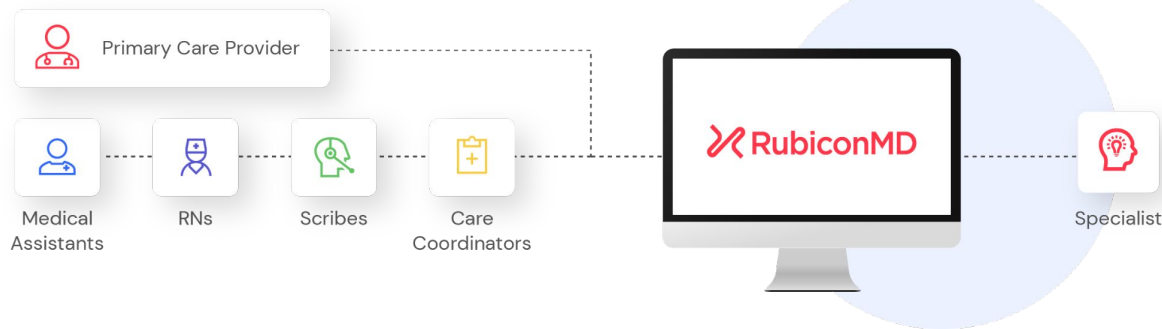 Primary Care Provider
RubiconMD
Medical
Assistants
RNs
Scribes
Care
Coordinators
Specialist